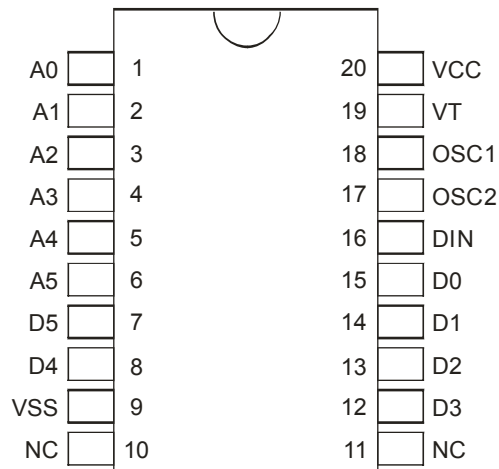 A0 1 20 VCC
A1 2 19 VT
A2 3 18 OSC1
A3 4 17 OSC2
A4 5 16 DIN
A5 6 15 D0
D5 7 14 D1
D4 8 13 D2
VSS 9 12 D3
NC 10 11 NC